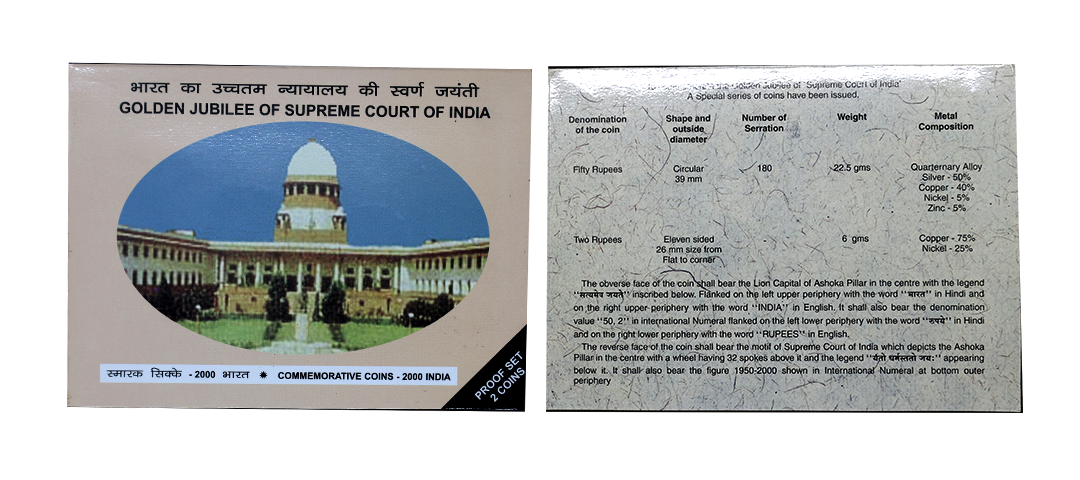 भारत का उच्चतम न्यायालय की स्वर्ण जयंती
GOLDEN JUBILEE OF SUPREME COURT OF INDIA
स्मारक सिक्के - 2000 भारत ✷ COMMEMORATIVE COINS - 2000 INDIA
PROOF SET
2 COINS
the Golden Jubilee of 'Supreme Court of India'
A Special series of coins have been issued.
Denomination of the coin Shape and outside diameter Number of Serration Weight Metal Composition
Fifty Rupees Circular 39 mm 180 22.5 gms Quarternary Alloy
Silver - 50%
Copper - 40%
Nickel - 5%
Zinc - 5%
Two Rupees Eleven sided 26 mm size from Flat to corner - 6 gms Copper - 75%
Nickel - 25%
The obverse face of the coin shall bear the Lion Capital of Ashoka Pillar in the centre with the legend
''सत्यमेव जयते'' inscribed below. Flanked on the left upper periphery with the word ''भारत'' in Hindi and
on the right upper periphery with the word ''INDIA'' in English. It shall also bear the denomination
value ''50, 2'' in international Numeral flanked on the left lower periphery with the word ''रुपये'' in Hindi
and on the right lower periphery with the word ''RUPEES'' in English.
The reverse face of the coin shall bear the motif of Supreme Court of India which depicts the Ashoka
Pillar in the centre with a wheel having 32 spokes above it and the legend ''यतो धर्मस्ततो जयः'' appearing
below it. It shall also bear the figure 1950-2000 shown in International Numeral at bottom outer
periphery